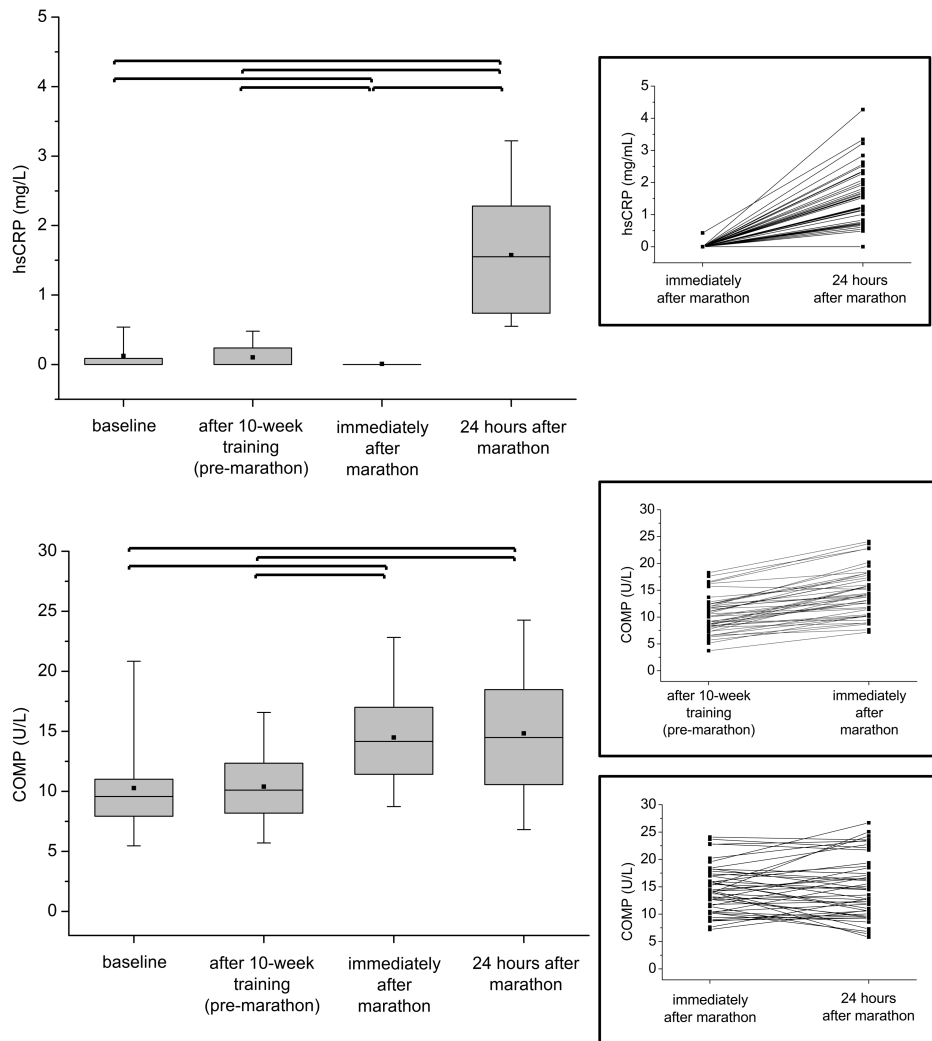 5
4
3
2
1
0
hsCRP (mg/L)
baseline
after 10-week
training
(pre-marathon)
immediately
after
marathon
24 hours after
marathon
5
4
3
2
1
0
hsCRP (mg/mL)
immediately
after marathon
24 hours
after marathon
30
25
20
15
10
5
0
COMP (U/L)
baseline
after 10-week
training
(pre-marathon)
immediately
after
marathon
24 hours after
marathon
30
25
20
15
10
5
0
COMP (U/L)
after 10-week
training
(pre-marathon)
immediately
after
marathon
30
25
20
15
10
5
0
COMP (U/L)
immediately
after marathon
24 hours
after marathon